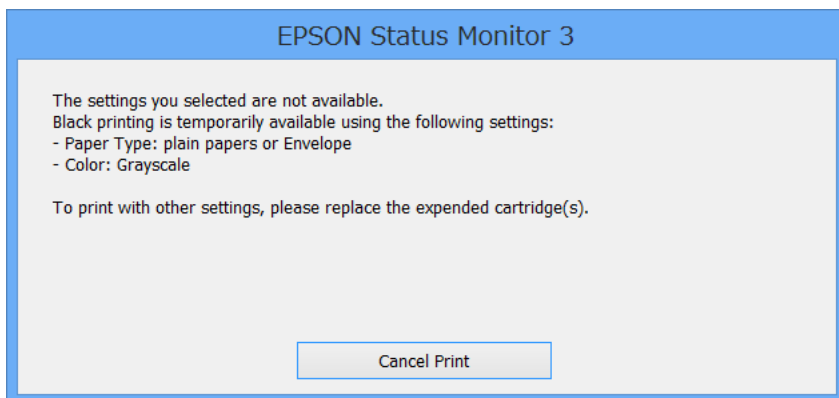 EPSON Status Monitor 3
The settings you selected are not available.
Black printing is temporarily available using the following settings:
- Paper Type: plain papers or Envelope
- Color: Grayscale
To print with other settings, please replace the expended cartridge(s).
Cancel Print